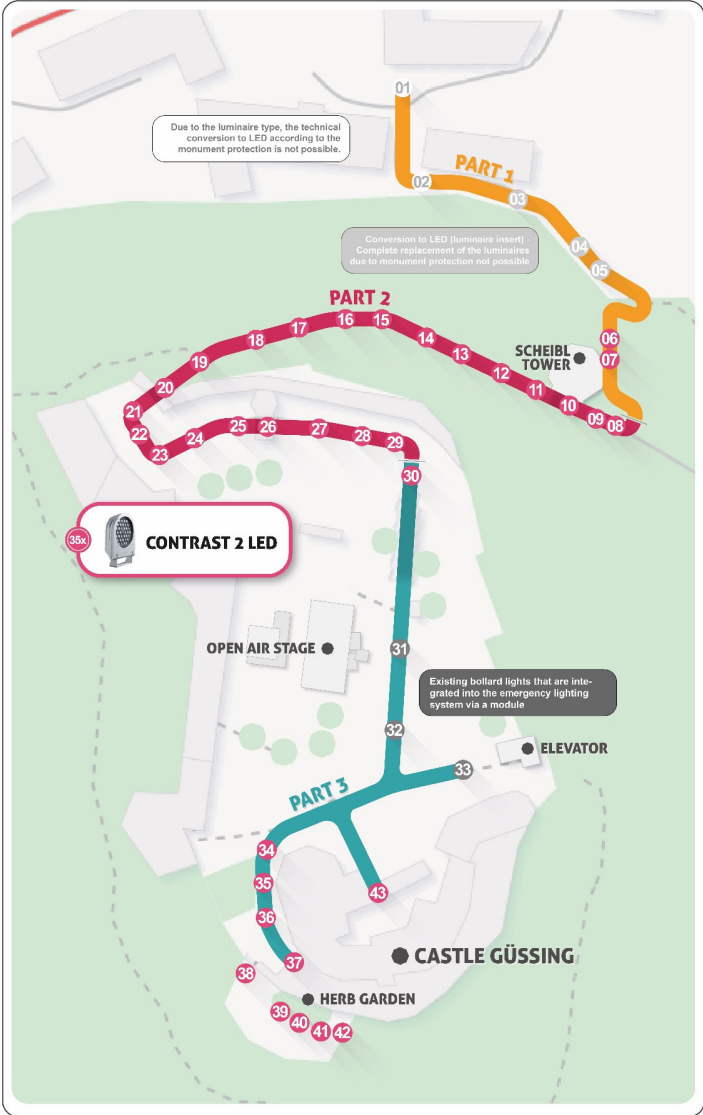 01
Due to the luminaire type, the technical
conversion to LED according to the
monument protection is not possible.
PART 1
02
03
Conversion to LED (luminaire insert) -
Complete replacement of the luminaires
due to monument protection not possible
04
05
PART 2
06
07
SCHEIBL
TOWER
08
09
10
11
12
13
14
15
16
17
18
19
20
21
22
23
24
25
26
27
28
29
30
35x
CONTRAST 2 LED
OPEN AIR STAGE
31
Existing bollard lights that are inte-
grated into the emergency lighting
system via a module
32
33
ELEVATOR
PART 3
34
35
36
37
43
CASTLE GÜSSING
38
HERB GARDEN
39
40
41
42